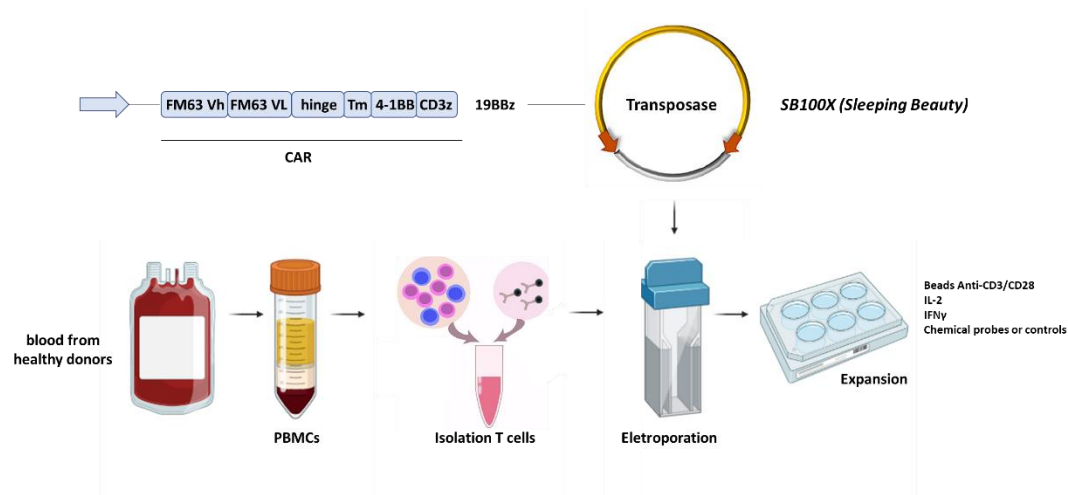 FM63 Vh FM63 VL hinge Tm 4-1BB CD3z
19BBz
CAR
Transposase
SB100X (Sleeping Beauty)
blood from
healthy donors
PBMCs
Isolation T cells
Eletroporation
Expansion
Beads Anti-CD3/CD28
IL-2
IFNγ
Chemical probes or controls